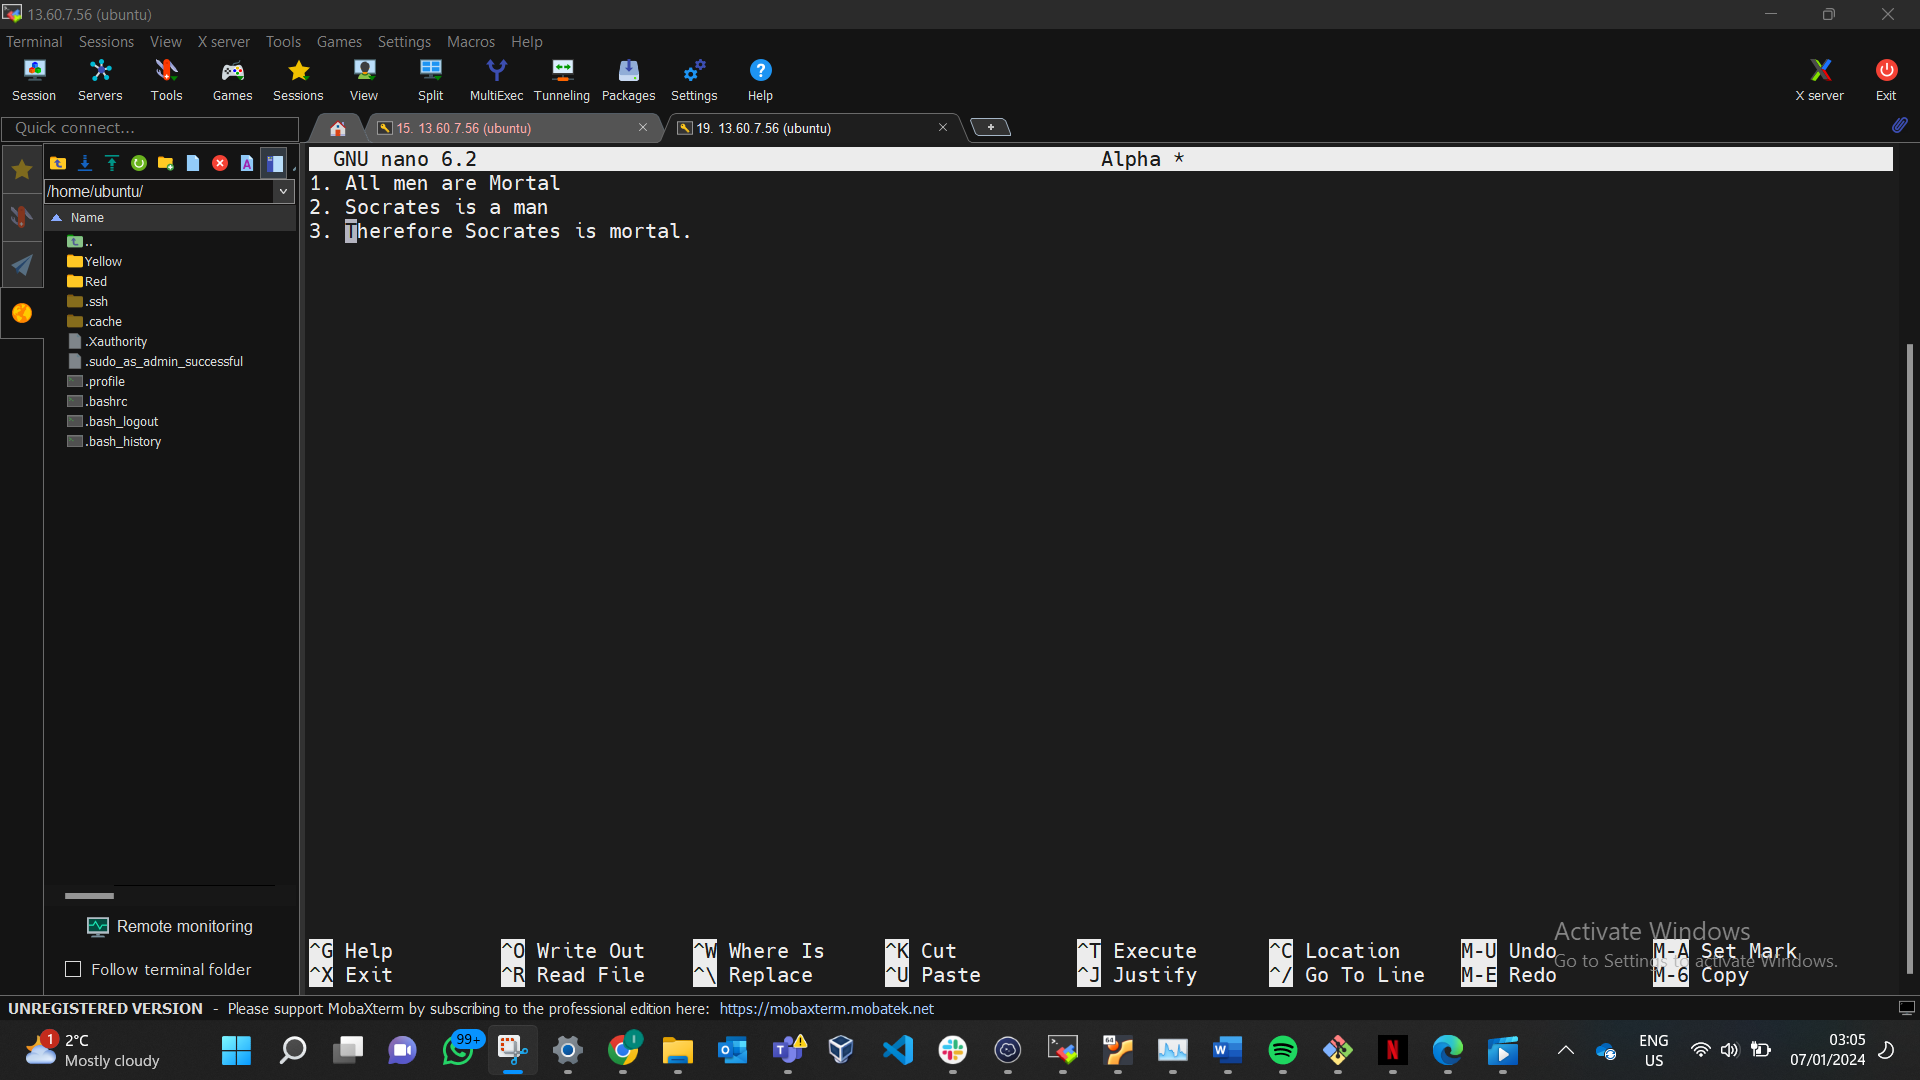 13.60.7.56 (ubuntu)
Terminal Sessions View X server Tools Games Settings Macros Help
Session Servers Tools Games Sessions View Split MultiExec Tunneling Packages Settings Help X server Exit
Quick connect...
15. 13.60.7.56 (ubuntu)
19. 13.60.7.56 (ubuntu)
/home/ubuntu/
Name
..
Yellow
Red
.ssh
.cache
.Xauthority
.sudo_as_admin_successful
.profile
.bashrc
.bash_logout
.bash_history
Remote monitoring
Follow terminal folder
GNU nano 6.2 Alpha *
1. All men are Mortal
2. Socrates is a man
3. Therefore Socrates is mortal.
^G Help ^O Write Out ^W Where Is ^K Cut ^T Execute ^C Location M-U Undo M-A Set Mark
^X Exit ^R Read File ^\ Replace ^U Paste ^J Justify ^/ Go To Line M-E Redo M-6 Copy
Activate Windows
Go to Settings to activate Windows.
UNREGISTERED VERSION - Please support MobaXterm by subscribing to the professional edition here: https://mobaxterm.mobatek.net
1
2°C
Mostly cloudy
99+
64
ENG
US
03:05
07/01/2024